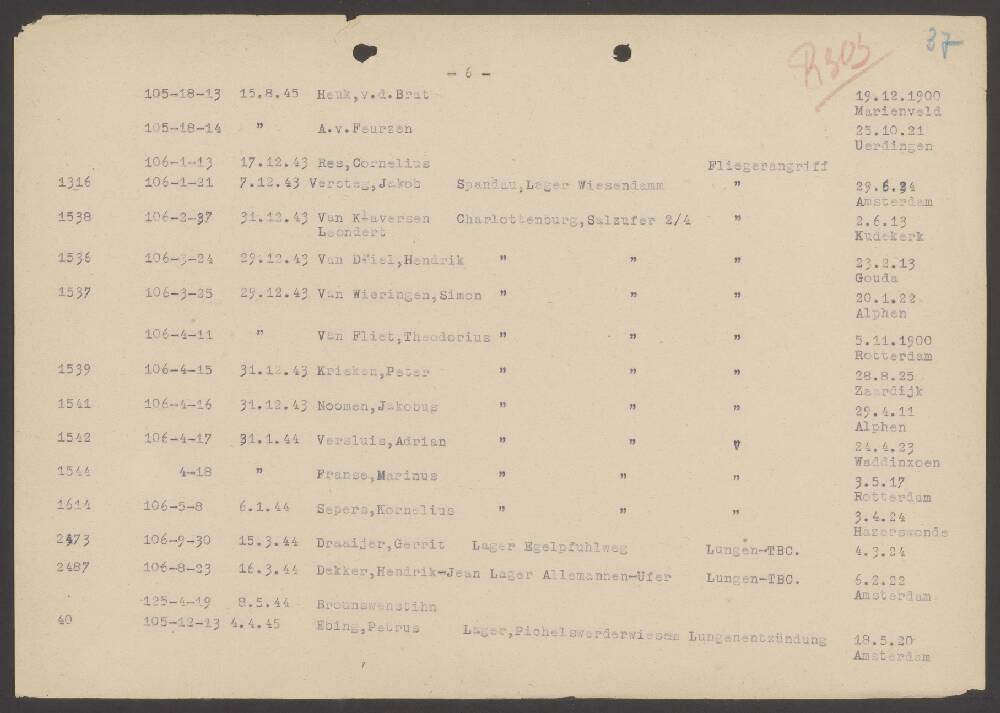 - 6 -
R303
37
105-18-13 15.8.45 Henk,v.d.Brat 19.12.1900
Marienveld
105-18-14 " A.v.Feurzen 25.10.21
Uerdingen
106-1-13 17.12.43 Res,Cornelius Fliegerangriff
1316 106-1-21 7.12.43 Versteg,Jakob Spandau,Lager Wiesendamm " 29.6.24
Amsterdam
1538 106-2-37 31.12.43 Van Klaversen Charlottenburg,Salzufer 2/4 " 2.6.13
Leondert Kudekerk
1536 106-3-24 29.12.43 Van Driel,Hendrik " " " 23.2.13
Gouda
1537 106-3-25 29.12.43 Van Wieringen,Simon " " " 20.1.22
Alphen
106-4-11 " Van Fliet,Theodorius " " " 5.11.1900
Rotterdam
1539 106-4-15 31.12.43 Krieken,Peter " " " 28.8.25
Zaardijk
1541 106-4-16 31.12.43 Noomen,Jakobus " " " 29.4.11
Alphen
1542 106-4-17 31.1.44 Versluis,Adrian " " " 24.4.23
Waddinxoen
1544 4-18 " Franse,Marinus " " " 3.5.17
Rotterdam
1614 106-5-8 6.1.44 Sepers,Kornelius " " " 3.4.24
Hazerswonde
2473 106-9-30 15.3.44 Draaijer,Gerrit Lager Egelpfuhlweg Lungen-TBC. 4.3.24
2487 106-8-23 16.3.44 Dekker,Hendrik-Jean Lager Allemannen-Ufer Lungen-TBC. 6.2.22
Amsterdam
125-4-19 8.5.44 Brounswenstihn
40 105-12-13 4.4.45 Ebing,Petrus Lager,Pichelswerderwiesen Lungenentzündung 18.5.20
Amsterdam